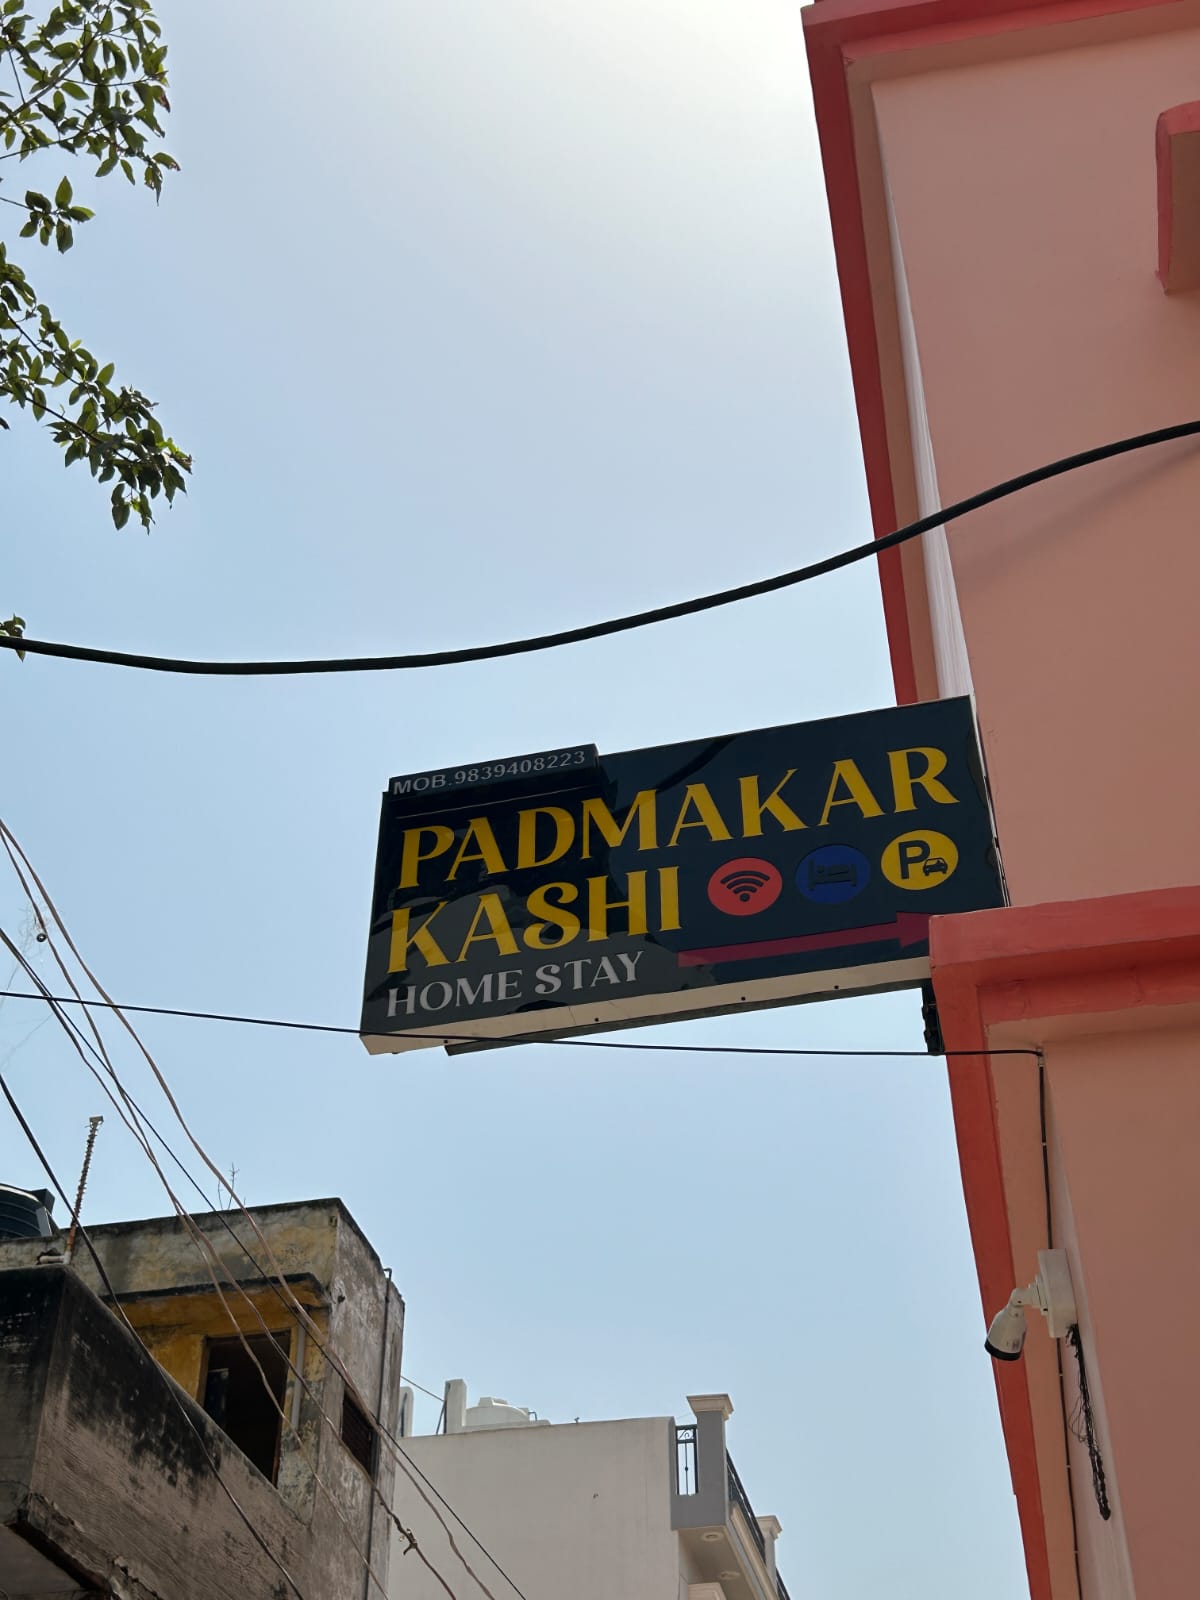 MOB.9839408223
PADMAKAR
KASHI
P
HOME STAY